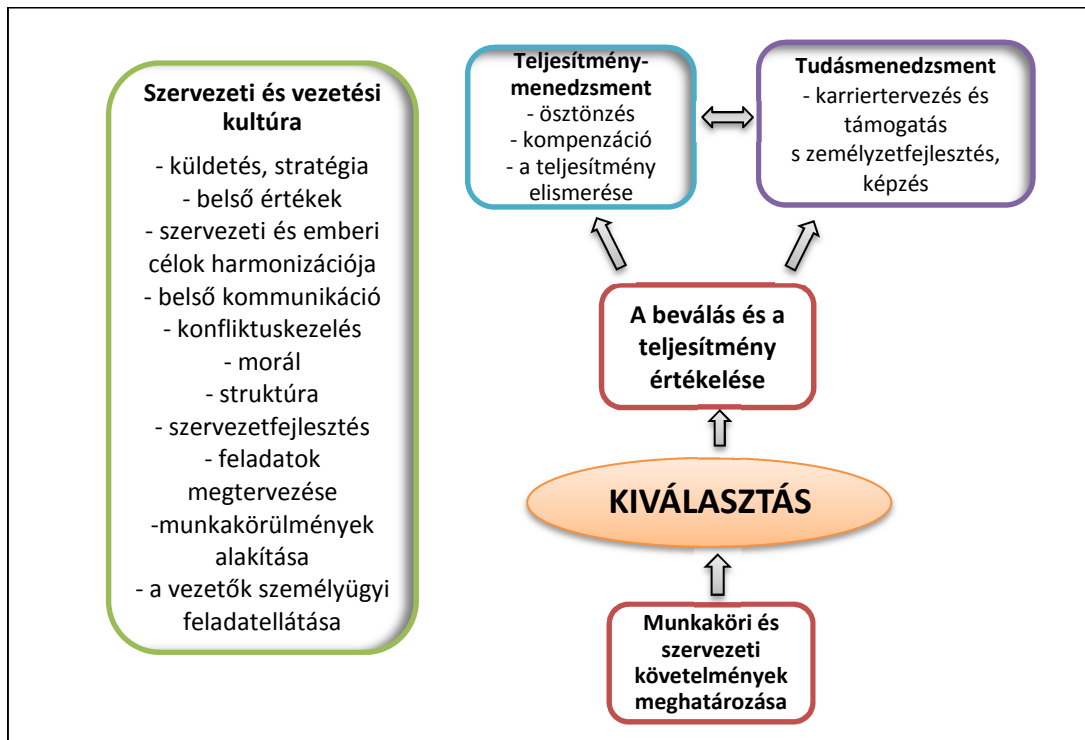 Szervezeti és vezetési
kultúra
- küldetés, stratégia
- belső értékek
- szervezeti és emberi
célok harmonizációja
- belső kommunikáció
- konfliktuskezelés
- morál
- struktúra
- szervezetfejlesztés
- feladatok
megtervezése
-munkakörülmények
alakítása
- a vezetők személyügyi
feladatellátása
Teljesítmény-
menedzsment
- ösztönzés
- kompenzáció
- a teljesítmény
elismerése
Tudásmenedzsment
- karriertervezés és
támogatás
s zemélyzetfejlesztés,
képzés
A beválás és a
teljesítmény
értékelése
KIVÁLASZTÁS
Munkaköri és
szervezeti
követelmények
meghatározása